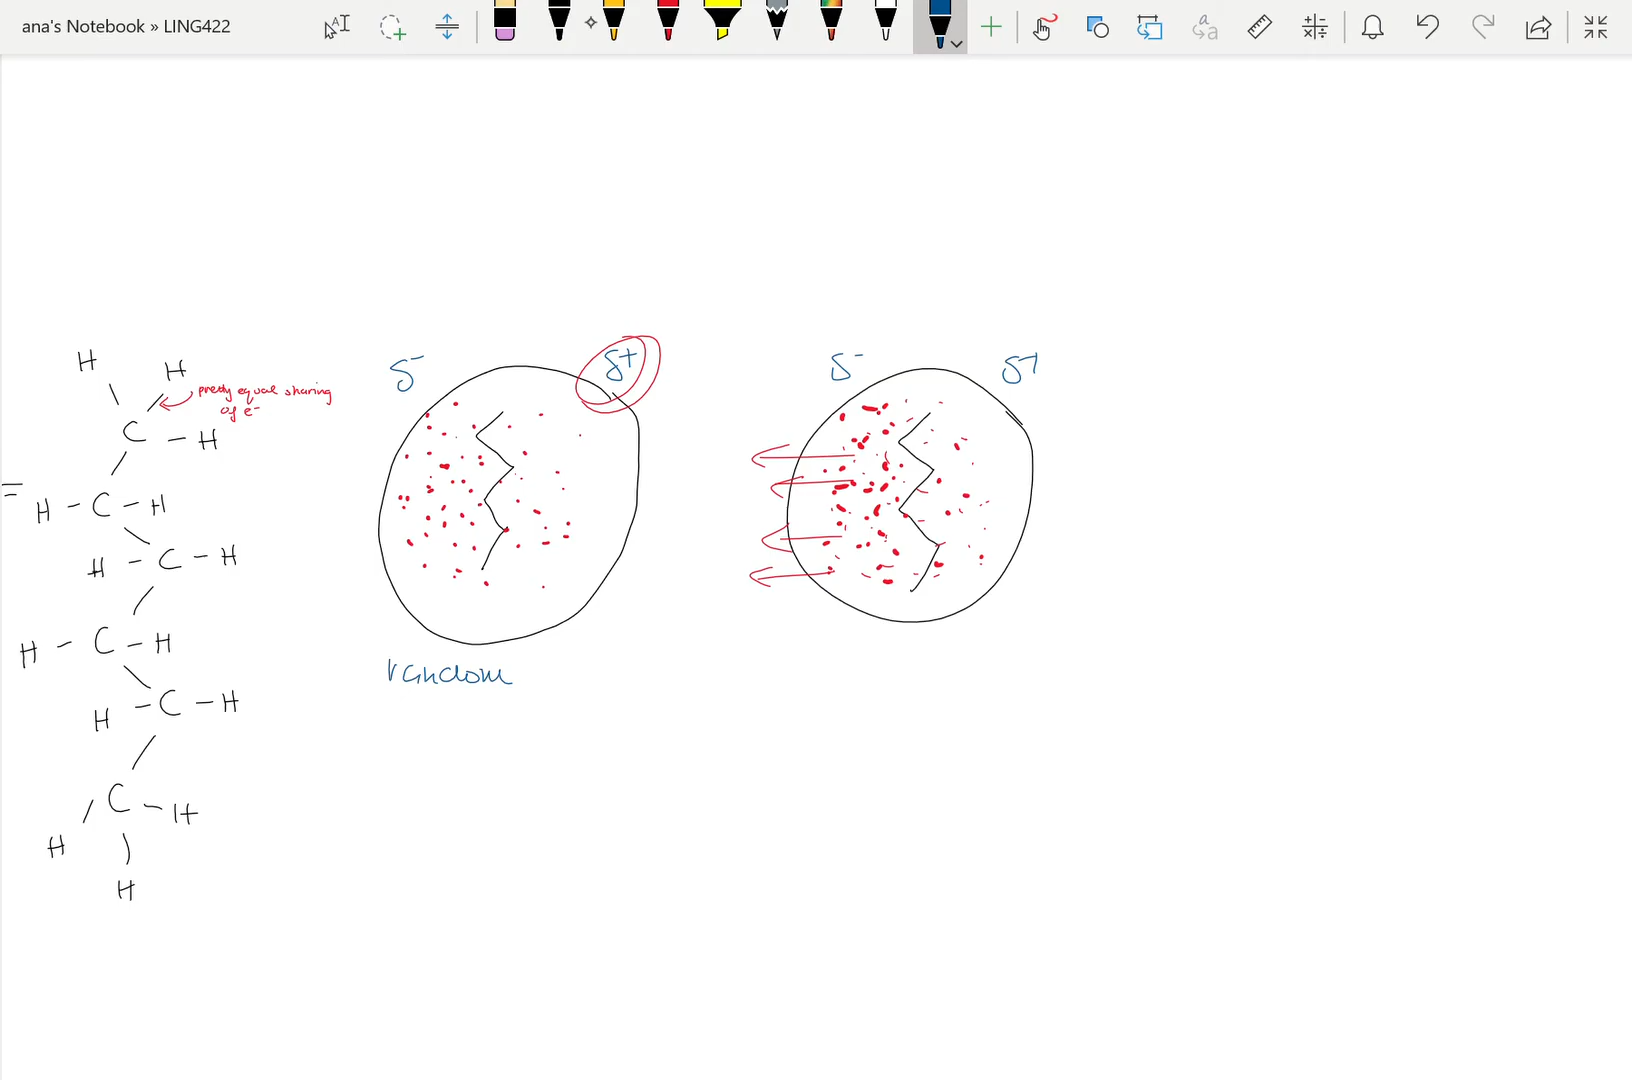 ana's Notebook » LING422
H
H
pretty equal sharing
of e⁻
C - H
H - C - H
H - C - H
H - C - H
H - C - H
C - H
H
H
δ⁻
δ+
random
δ⁻
δ+